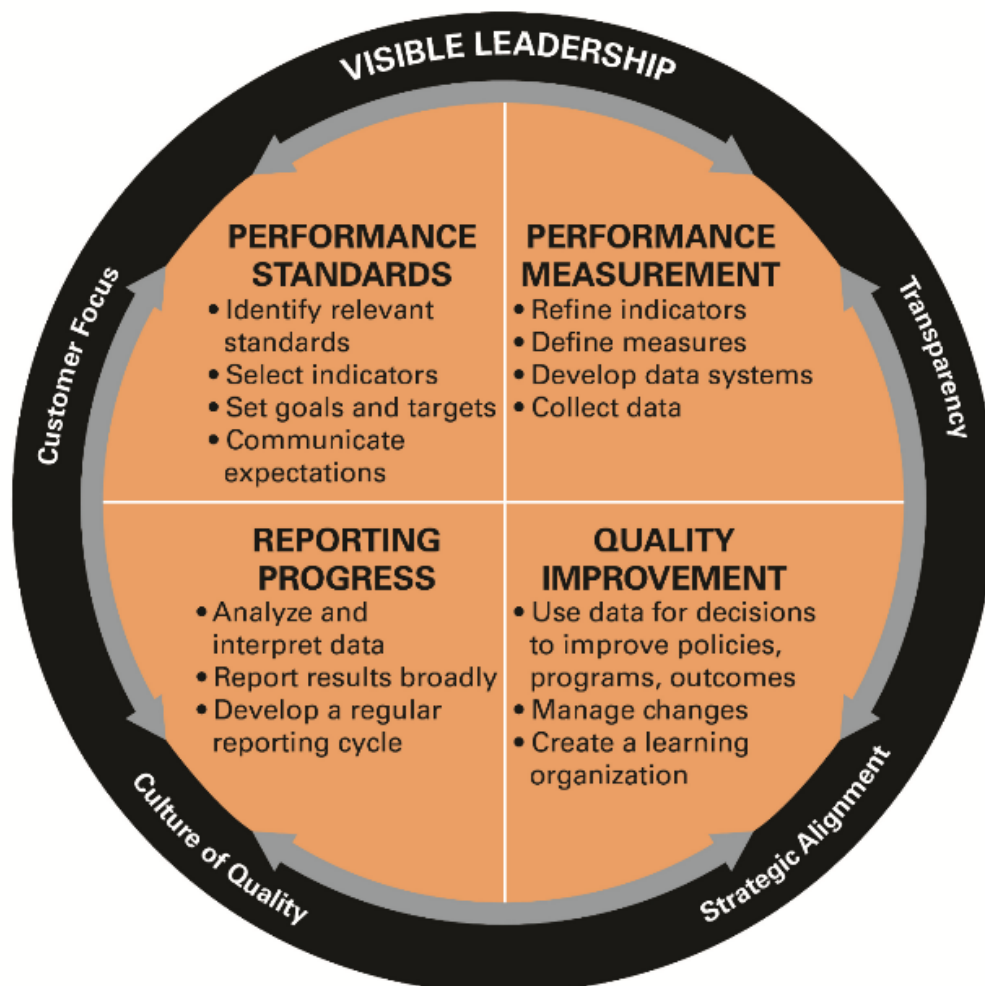 VISIBLE LEADERSHIP
Customer Focus
Transparency
PERFORMANCE
STANDARDS
• Identify relevant
standards
• Select indicators
• Set goals and targets
• Communicate
expectations
PERFORMANCE
MEASUREMENT
• Refine indicators
• Define measures
• Develop data systems
• Collect data
REPORTING
PROGRESS
• Analyze and
interpret data
• Report results broadly
• Develop a regular
reporting cycle
QUALITY
IMPROVEMENT
• Use data for decisions
to improve policies,
programs, outcomes
• Manage changes
• Create a learning
organization
Culture of Quality
Strategic Alignment